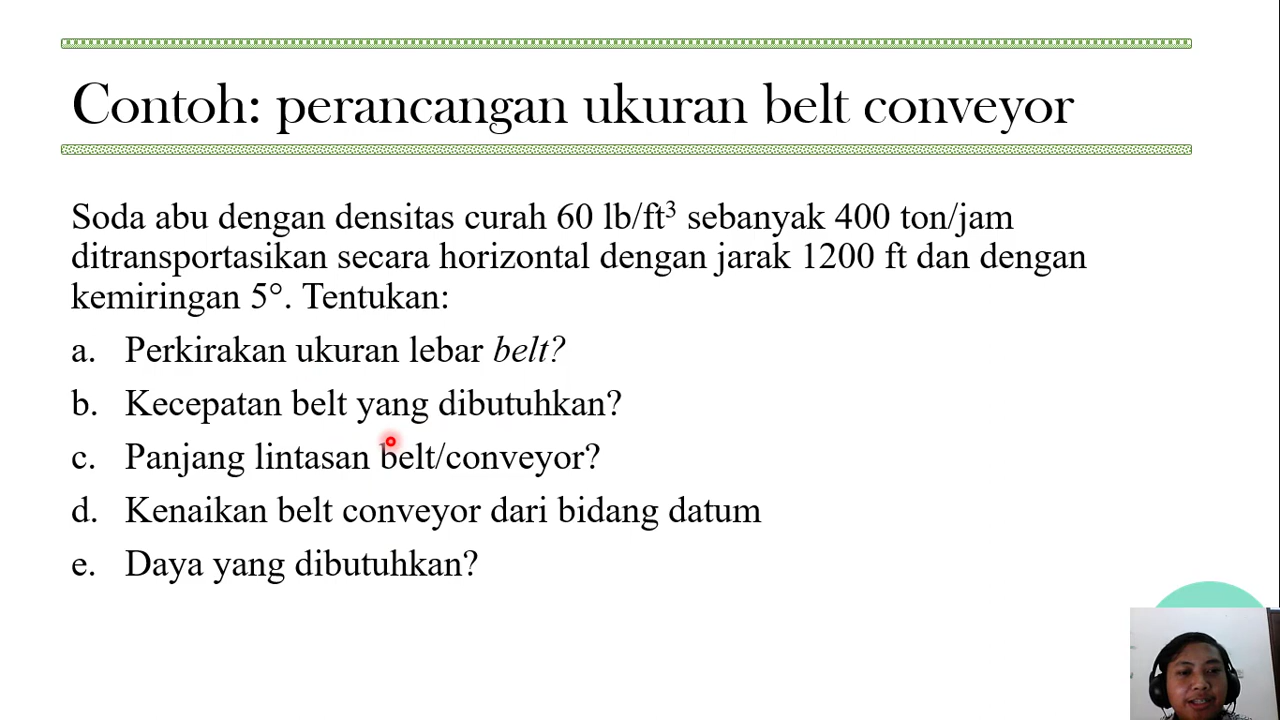 Contoh: perancangan ukuran belt conveyor
Soda abu dengan densitas curah 60 lb/ft³ sebanyak 400 ton/jam
ditransportasikan secara horizontal dengan jarak 1200 ft dan dengan
kemiringan 5°. Tentukan:
a. Perkirakan ukuran lebar belt?
b. Kecepatan belt yang dibutuhkan?
c. Panjang lintasan belt/conveyor?
d. Kenaikan belt conveyor dari bidang datum
e. Daya yang dibutuhkan?